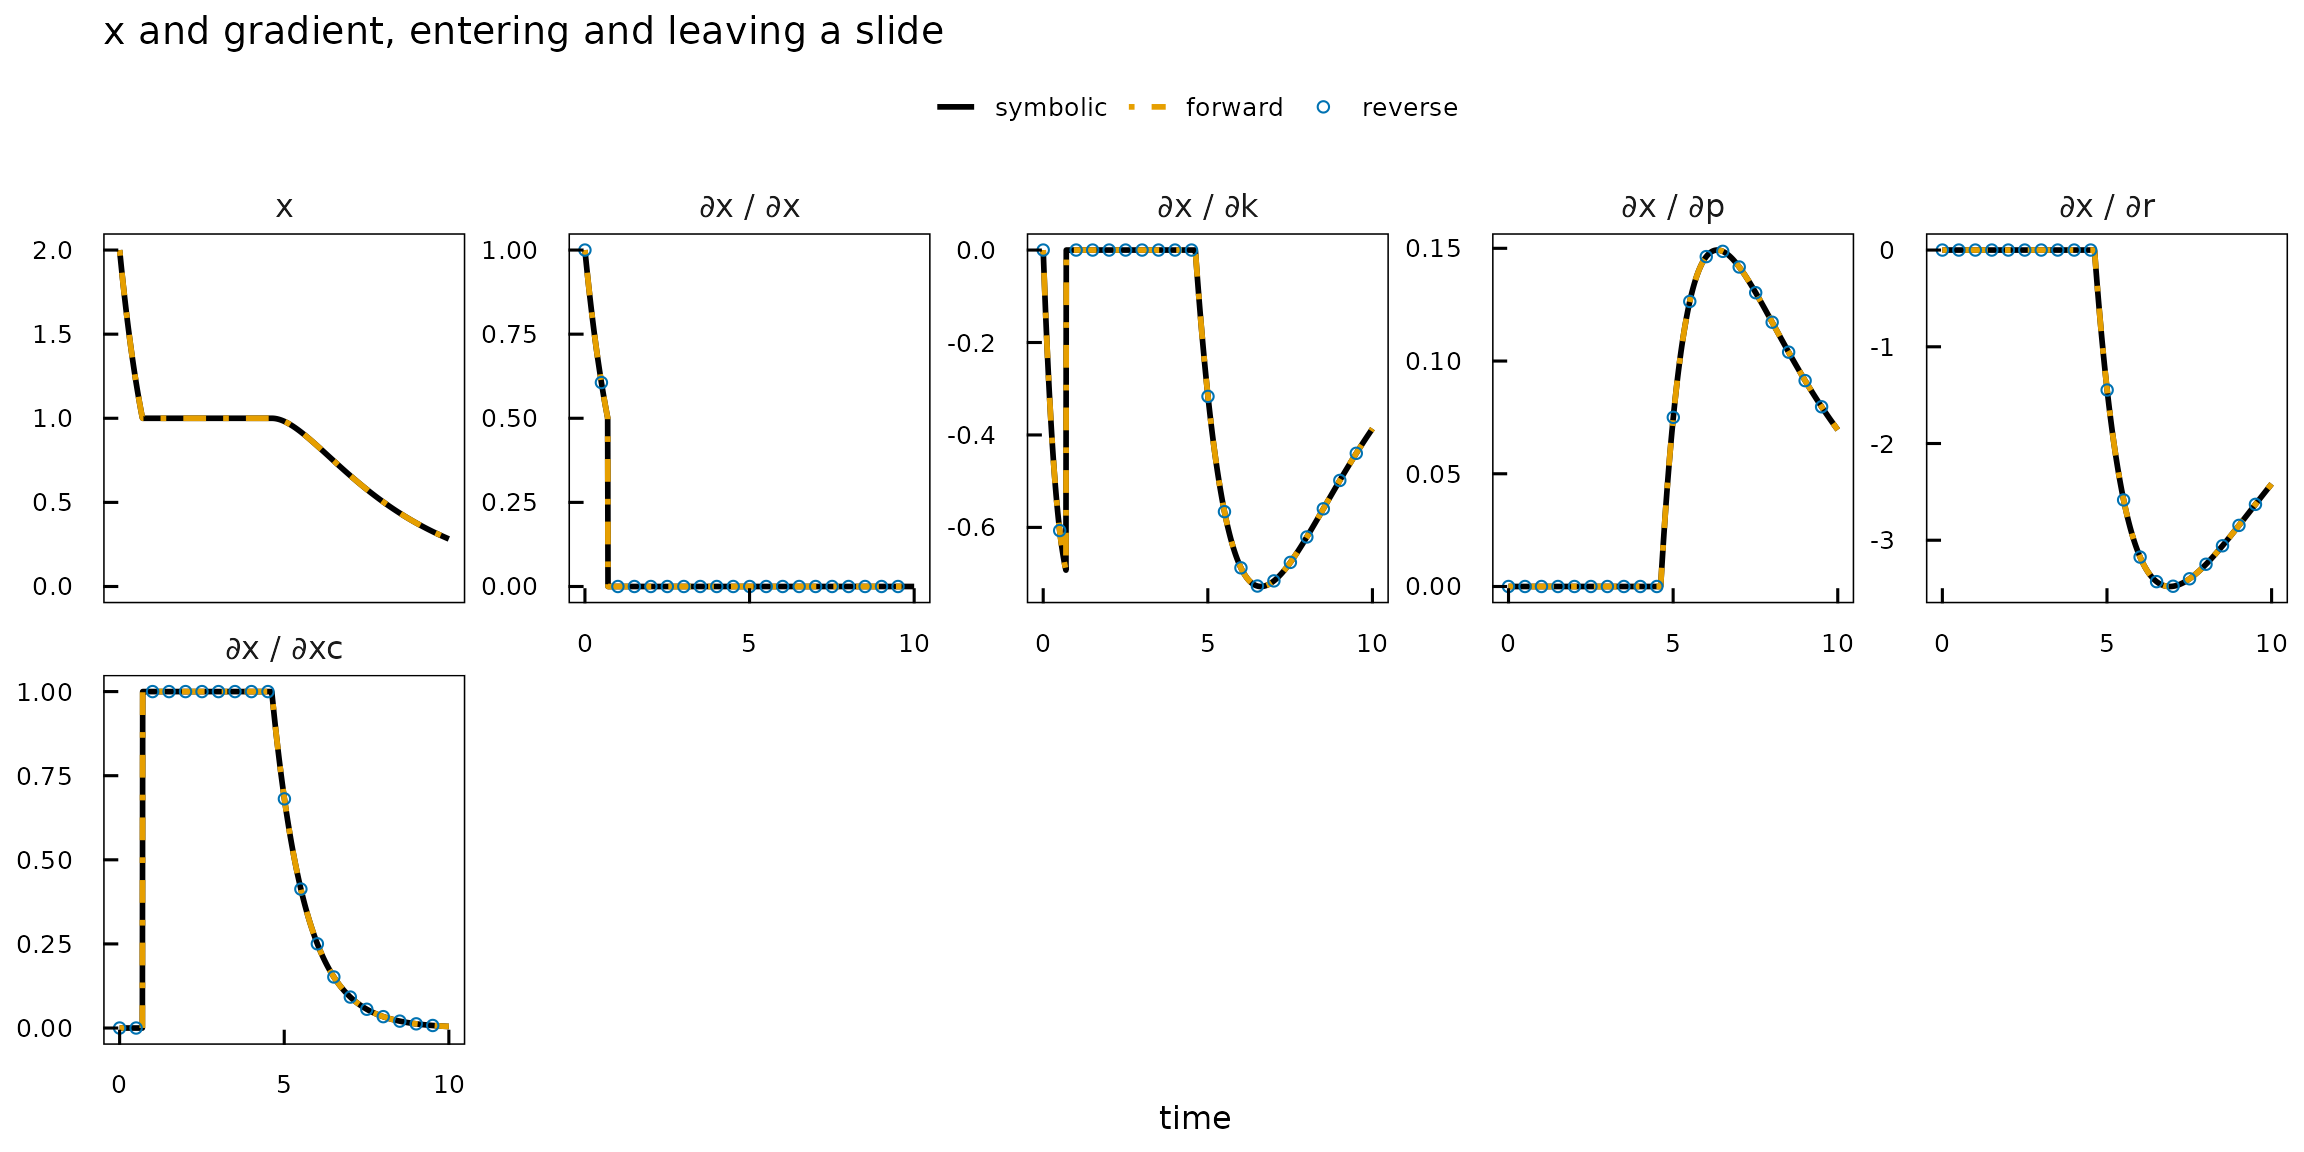 x and gradient, entering and leaving a slide
symbolic forward reverse
x
∂x / ∂x
∂x / ∂k
∂x / ∂p
∂x / ∂r
2.0
1.5
1.0
0.5
0.0
1.00
0.75
0.50
0.25
0.00
0 5 10
0.0
-0.2
-0.4
-0.6
0 5 10
0.15
0.10
0.05
0.00
0 5 10
0
-1
-2
-3
0 5 10
∂x / ∂xc
1.00
0.75
0.50
0.25
0.00
0 5 10
time